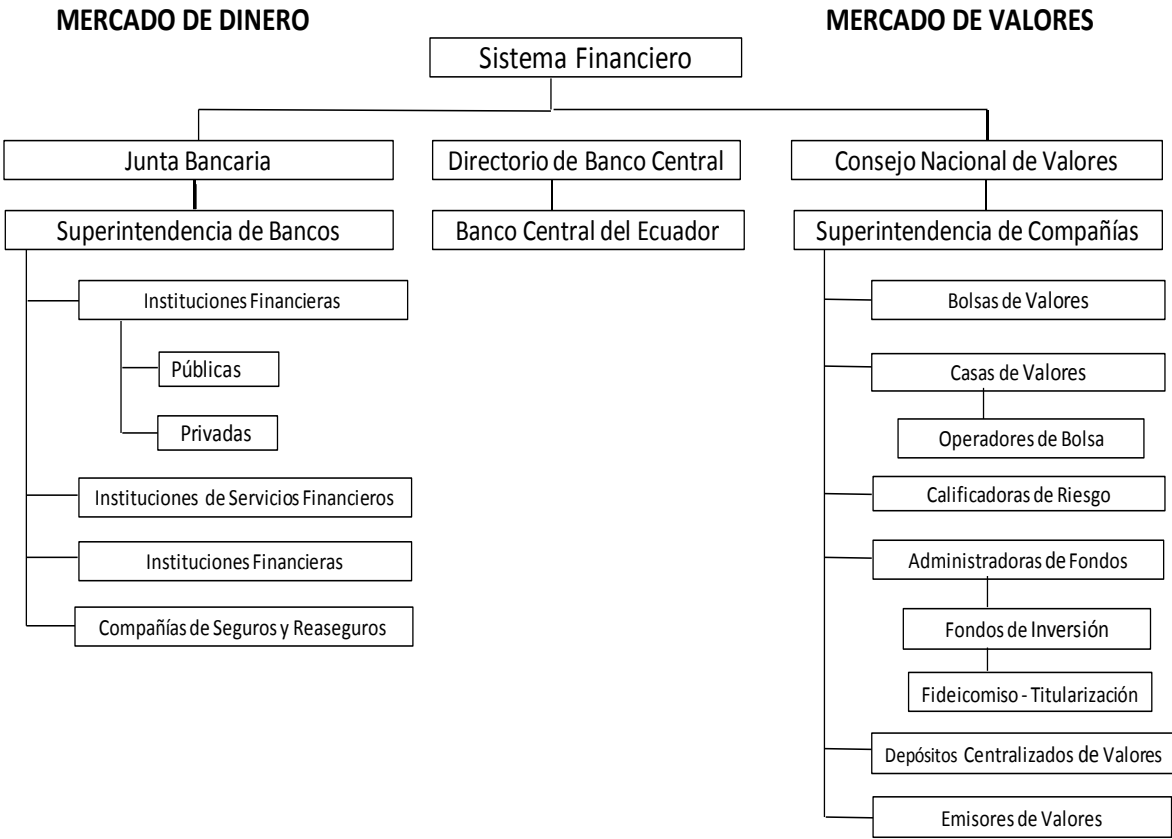 MERCADO DE DINERO
MERCADO DE VALORES
Sistema Financiero
Junta Bancaria
Directorio de Banco Central
Consejo Nacional de Valores
Superintendencia de Bancos
Banco Central del Ecuador
Superintendencia de Compañías
Instituciones Financieras
Públicas
Privadas
Instituciones de Servicios Financieros
Instituciones Financieras
Compañías de Seguros y Reaseguros
Bolsas de Valores
Casas de Valores
Operadores de Bolsa
Calificadoras de Riesgo
Administradoras de Fondos
Fondos de Inversión
Fideicomiso - Titularización
Depósitos Centralizados de Valores
Emisores de Valores